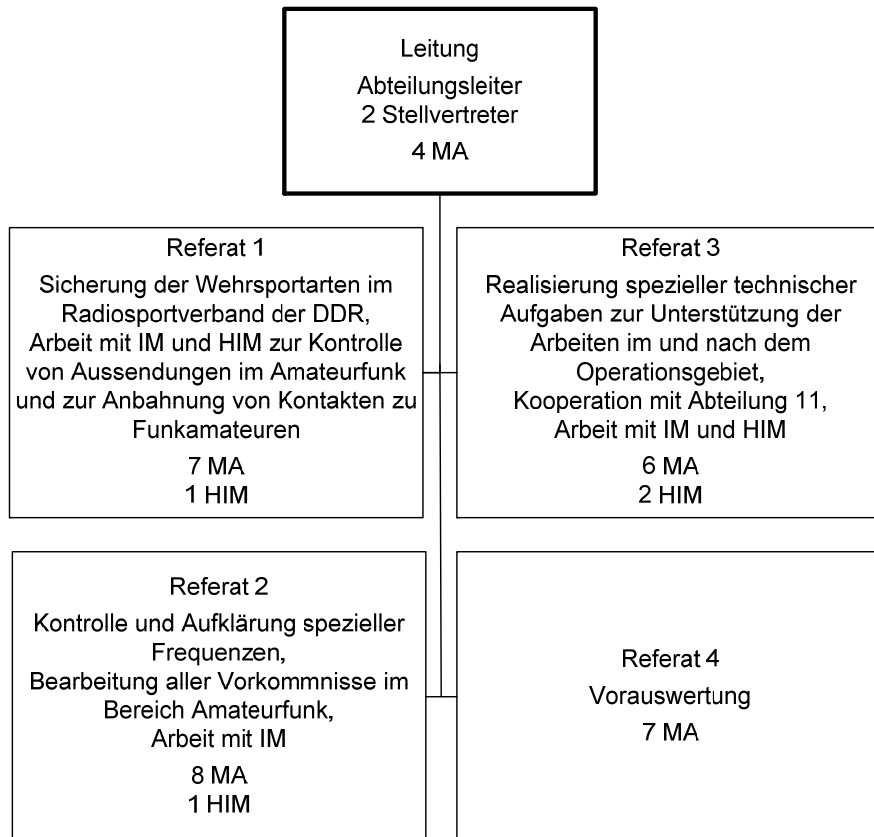 Leitung
Abteilungsleiter
2 Stellvertreter
4 MA
Referat 1
Sicherung der Wehrsportarten im
Radiosportverband der DDR,
Arbeit mit IM und HIM zur Kontrolle
von Aussendungen im Amateurfunk
und zur Anbahnung von Kontakten zu
Funkamateuren
7 MA
1 HIM
Referat 3
Realisierung spezieller technischer
Aufgaben zur Unterstützung der
Arbeiten im und nach dem
Operationsgebiet,
Kooperation mit Abteilung 11,
Arbeit mit IM und HIM
6 MA
2 HIM
Referat 2
Kontrolle und Aufklärung spezieller
Frequenzen,
Bearbeitung aller Vorkommnisse im
Bereich Amateurfunk,
Arbeit mit IM
8 MA
1 HIM
Referat 4
Vorauswertung
7 MA